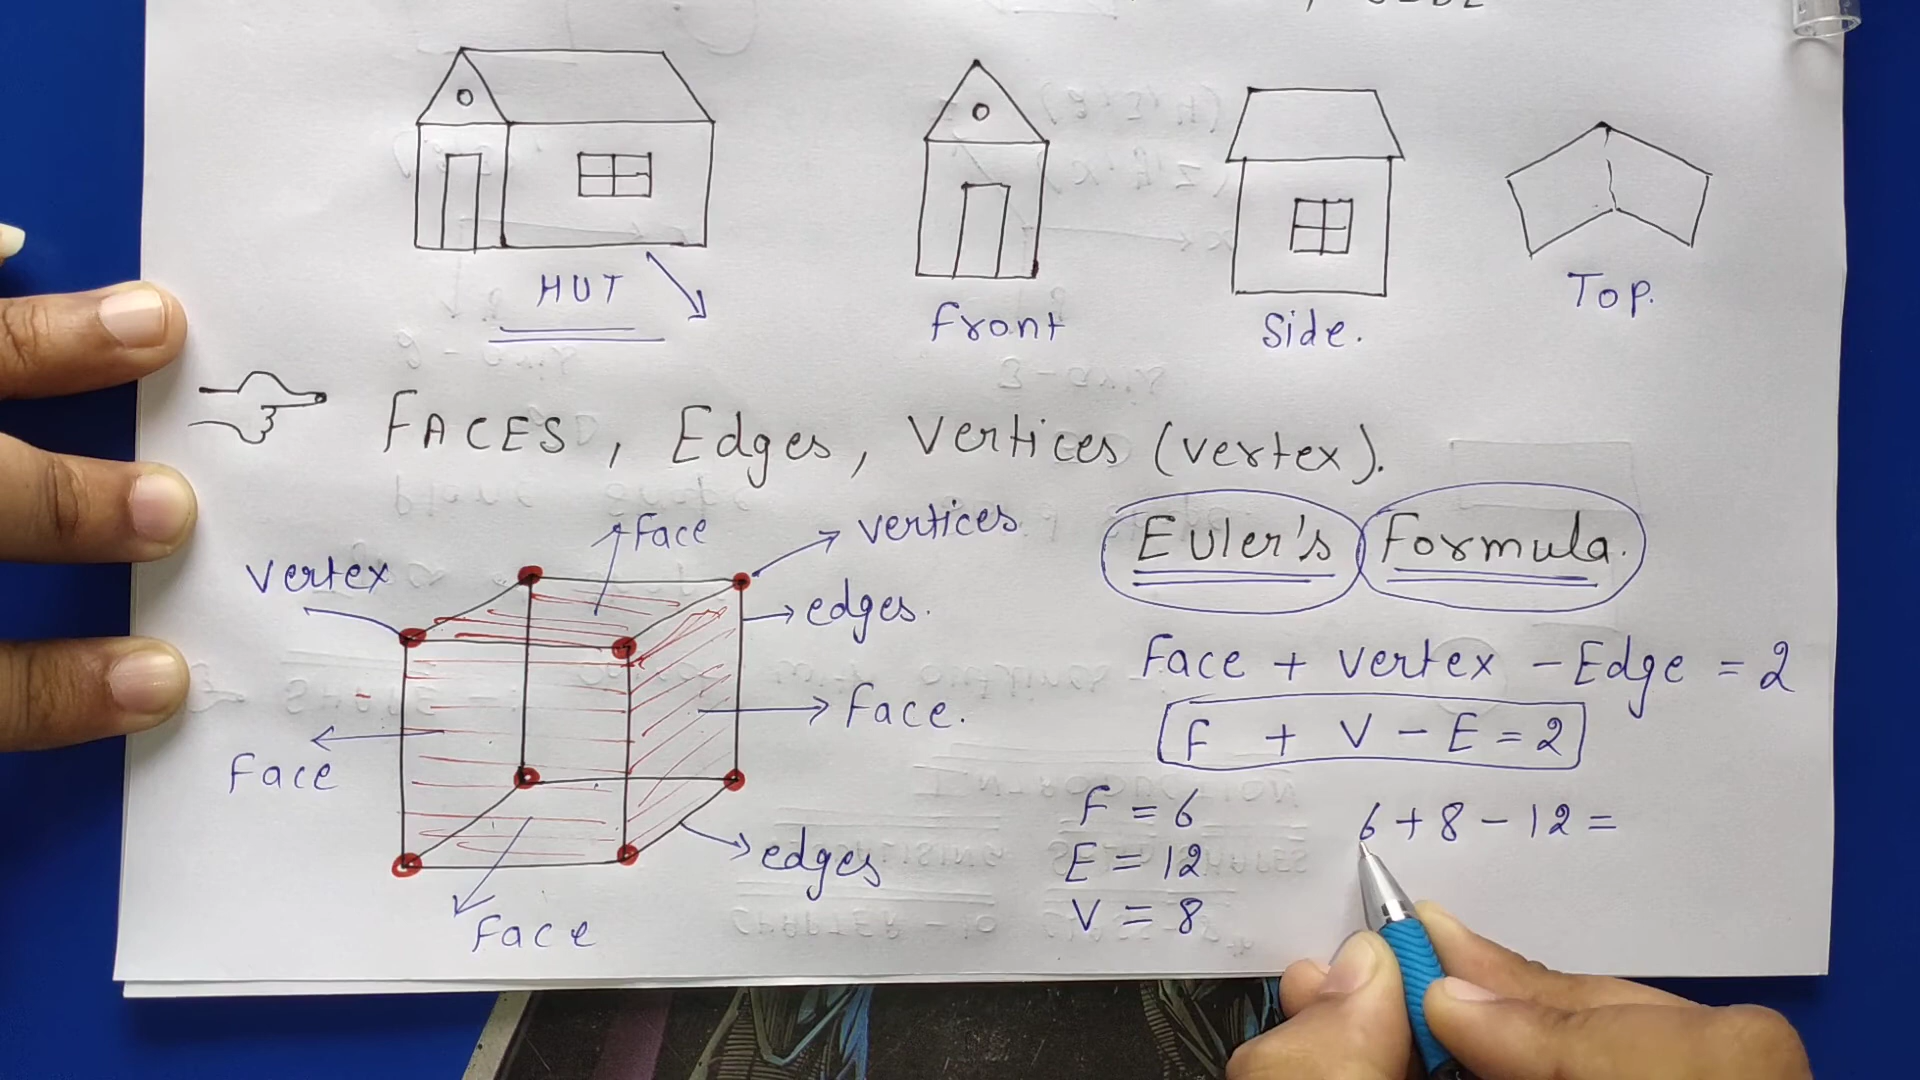 HUT
Front
Side.
Top.
FACES, Edges, Vertices (vertex).
Face
vertices
Vertex
edges.
Face.
Face
edges
Face
Euler's Formula.
Face + vertex - Edge = 2
F + V - E = 2
F = 6
E = 12
V = 8
6 + 8 - 12 =